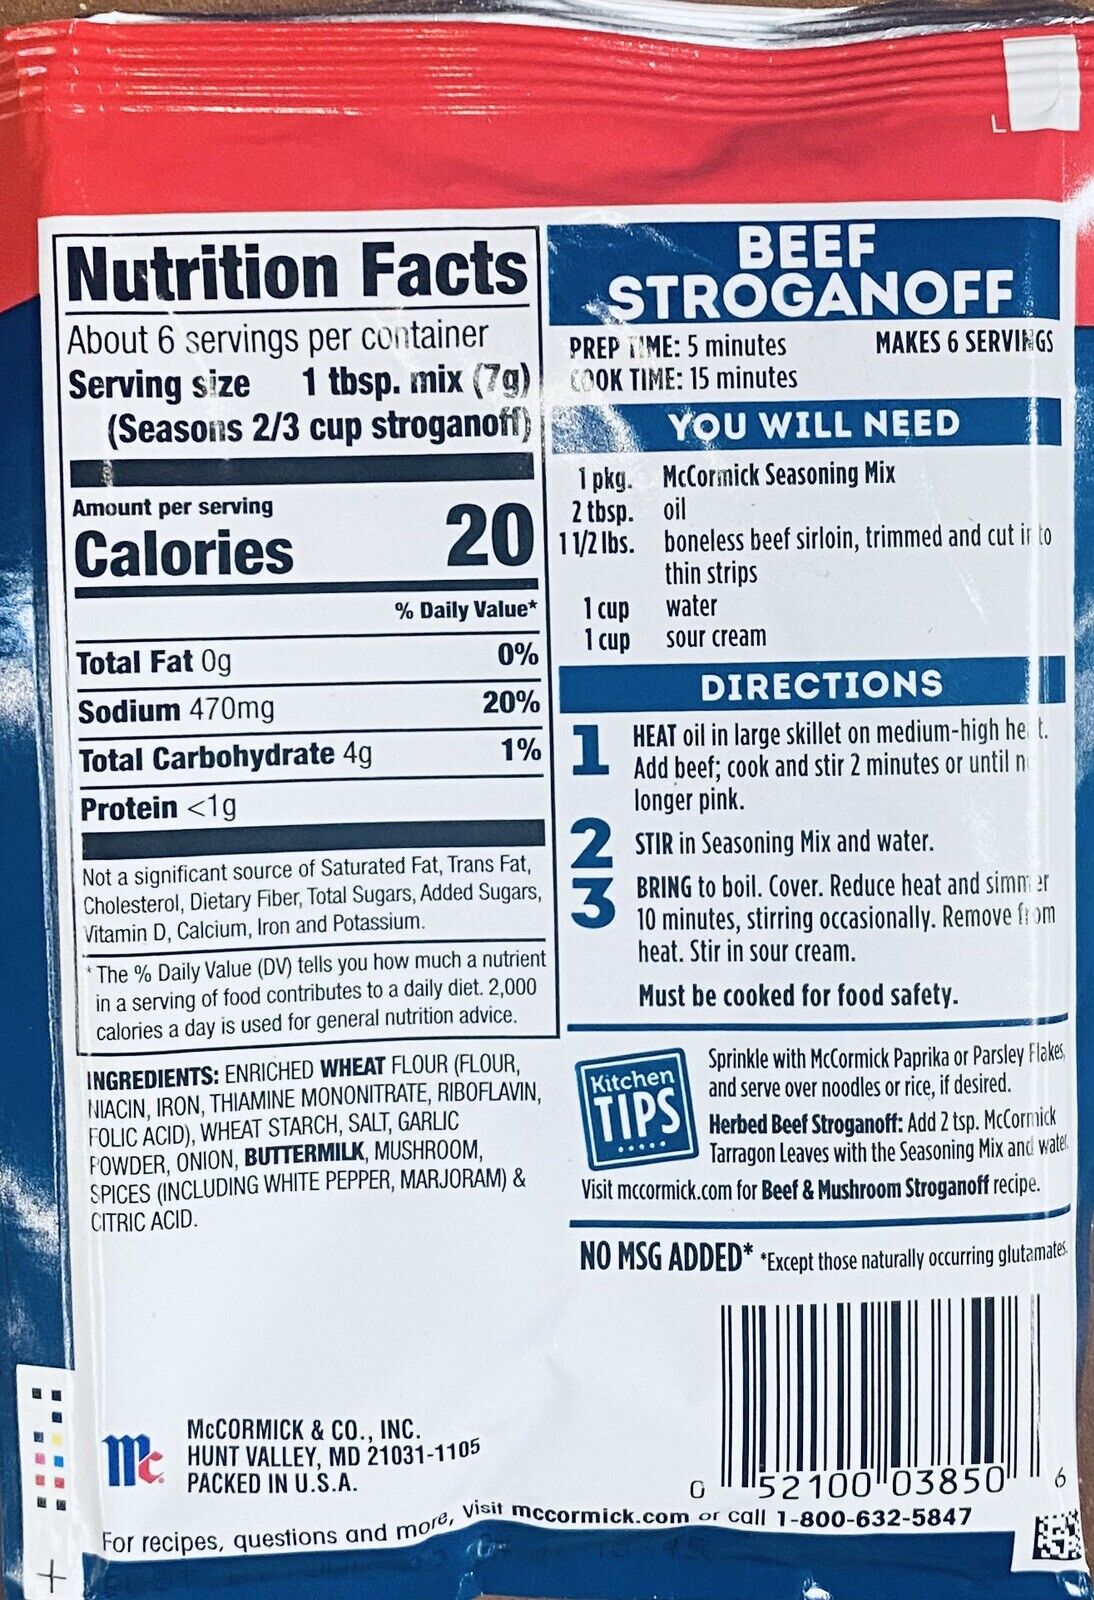 L
Nutrition Facts
About 6 servings per container
Serving size 1 tbsp. mix (7g)
(Seasons 2/3 cup stroganoff)
Amount per serving
Calories 20
% Daily Value*
Total Fat 0g 0%
Sodium 470mg 20%
Total Carbohydrate 4g 1%
Protein <1g
Not a significant source of Saturated Fat, Trans Fat,
Cholesterol, Dietary Fiber, Total Sugars, Added Sugars,
Vitamin D, Calcium, Iron and Potassium.
* The % Daily Value (DV) tells you how much a nutrient
in a serving of food contributes to a daily diet. 2,000
calories a day is used for general nutrition advice.
INGREDIENTS: ENRICHED WHEAT FLOUR (FLOUR,
NIACIN, IRON, THIAMINE MONONITRATE, RIBOFLAVIN,
FOLIC ACID), WHEAT STARCH, SALT, GARLIC
POWDER, ONION, BUTTERMILK, MUSHROOM,
SPICES (INCLUDING WHITE PEPPER, MARJORAM) &
CITRIC ACID.
BEEF
STROGANOFF
PREP TIME: 5 minutes MAKES 6 SERVINGS
COOK TIME: 15 minutes
YOU WILL NEED
1 pkg. McCormick Seasoning Mix
2 tbsp. oil
1 1/2 lbs. boneless beef sirloin, trimmed and cut into
thin strips
1 cup water
1 cup sour cream
DIRECTIONS
1 HEAT oil in large skillet on medium-high heat.
Add beef; cook and stir 2 minutes or until no
longer pink.
2 STIR in Seasoning Mix and water.
3 BRING to boil. Cover. Reduce heat and simmer
10 minutes, stirring occasionally. Remove from
heat. Stir in sour cream.
Must be cooked for food safety.
Kitchen
TIPS
Sprinkle with McCormick Paprika or Parsley Flakes,
and serve over noodles or rice, if desired.
Herbed Beef Stroganoff: Add 2 tsp. McCormick
Tarragon Leaves with the Seasoning Mix and water.
Visit mccormick.com for Beef & Mushroom Stroganoff recipe.
NO MSG ADDED* *Except those naturally occurring glutamates.
0 52100 03850 6
Mc
McCORMICK & CO., INC.
HUNT VALLEY, MD 21031-1105
PACKED IN U.S.A.
For recipes, questions and more, visit mccormick.com or call 1-800-632-5847